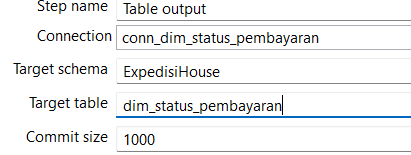 Step name Table output
Connection conn_dim_status_pembayaran
Target schema ExpedisiHouse
Target table dim_status_pembayaran
Commit size 1000